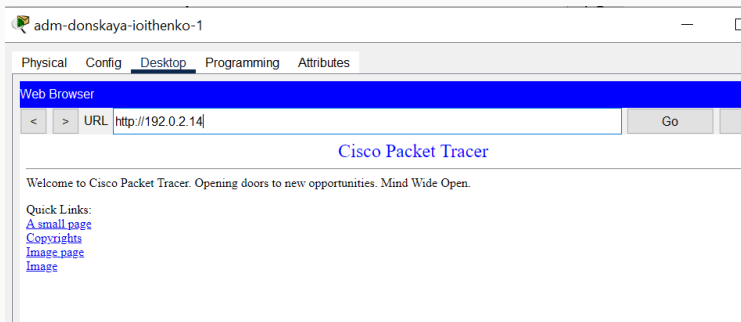 adm-donskaya-ioithenko-1
Physical Config Desktop Programming Attributes
Web Browser
< > URL http://192.0.2.14 Go
Cisco Packet Tracer
Welcome to Cisco Packet Tracer. Opening doors to new opportunities. Mind Wide Open.
Quick Links:
A small page
Copyrights
Image page
Image